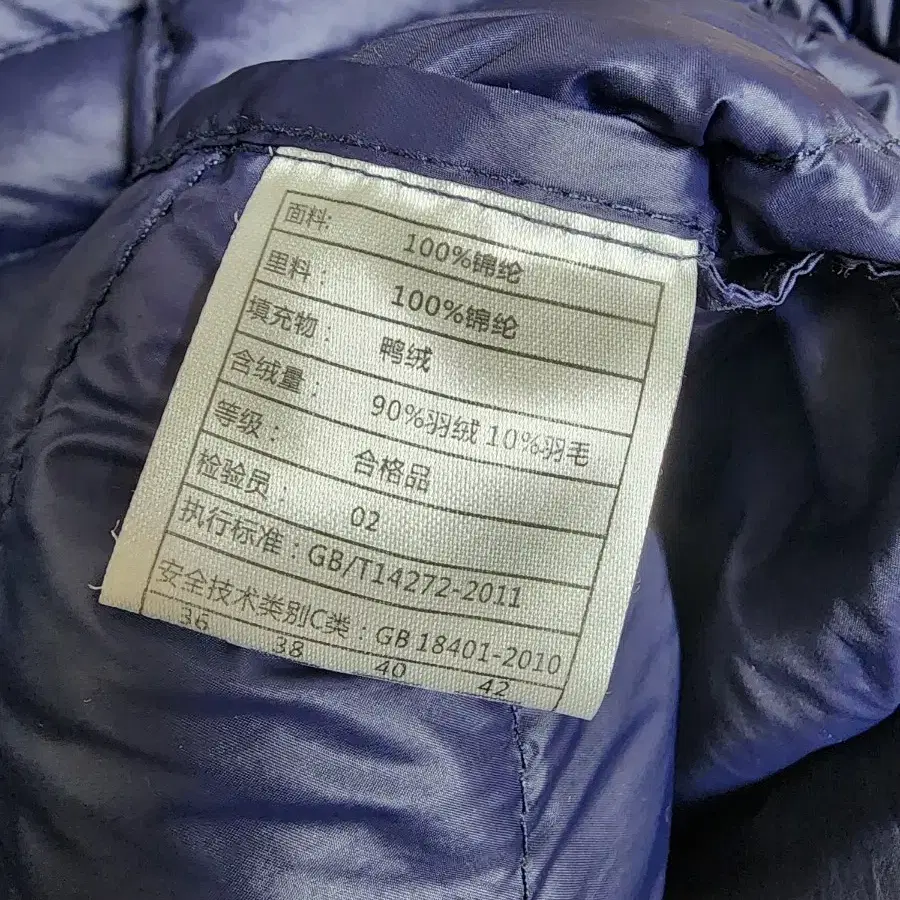 面料: 100%锦纶
里料： 100%锦纶
填充物： 鸭绒
含绒量： 90%羽绒 10%羽毛
等级： 合格品
检验员： 02
执行标准：GB/T14272-2011
安全技术类别C类：GB 18401-2010
36 38 40 42